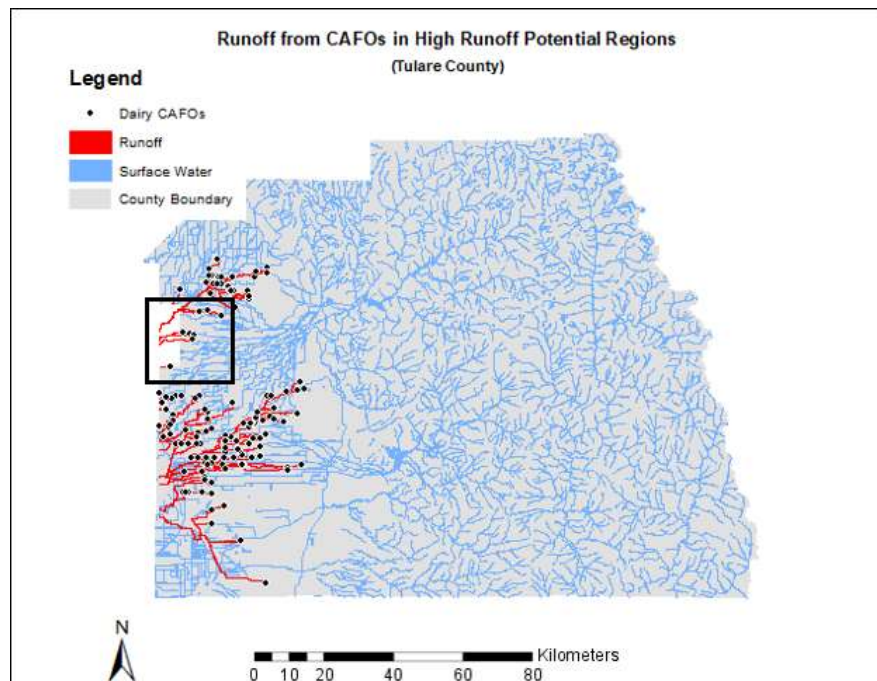 Runoff from CAFOs in High Runoff Potential Regions
(Tulare County)
Legend
Dairy CAFOs
Runoff
Surface Water
County Boundary
N
Kilometers
0 10 20 40 60 80